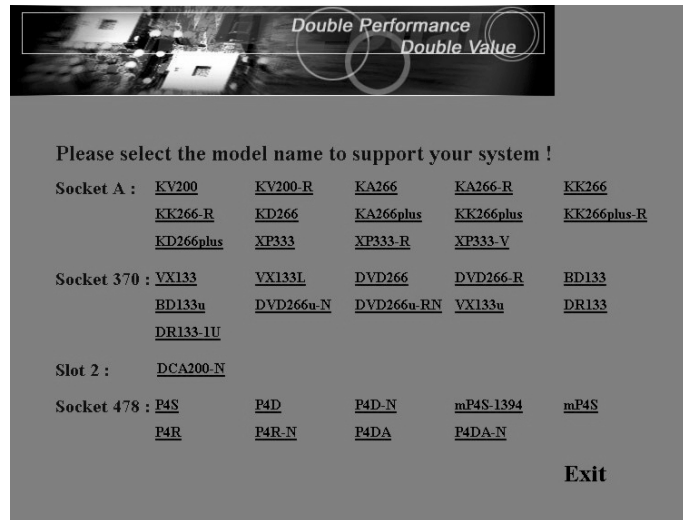 Double Performance
Double Value
Please select the model name to support your system !
Socket A : KV200 KV200-R KA266 KA266-R KK266
KK266-R KD266 KA266plus KK266plus KK266plus-R
KD266plus XP333 XP333-R XP333-V
Socket 370 : VX133 VX133L DVD266 DVD266-R BD133
BD133u DVD266u-N DVD266u-RN VX133u DR133
DR133-1U
Slot 2 : DCA200-N
Socket 478 : P4S P4D P4D-N mP4S-1394 mP4S
P4R P4R-N P4DA P4DA-N
Exit